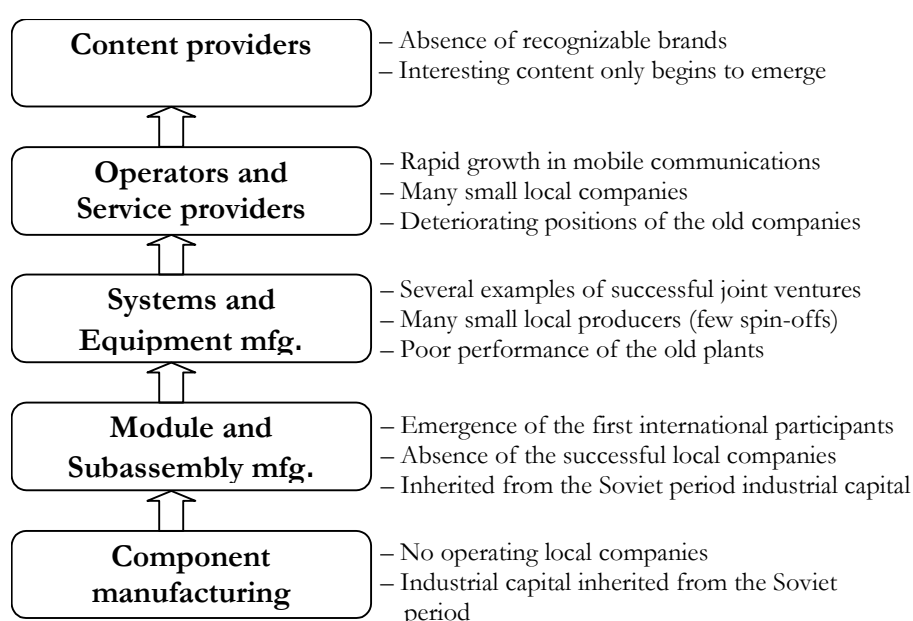 Content providers
– Absence of recognizable brands
– Interesting content only begins to emerge
Operators and
Service providers
– Rapid growth in mobile communications
– Many small local companies
– Deteriorating positions of the old companies
Systems and
Equipment mfg.
– Several examples of successful joint ventures
– Many small local producers (few spin-offs)
– Poor performance of the old plants
Module and
Subassembly mfg.
– Emergence of the first international participants
– Absence of the successful local companies
– Inherited from the Soviet period industrial capital
Component
manufacturing
– No operating local companies
– Industrial capital inherited from the Soviet
period